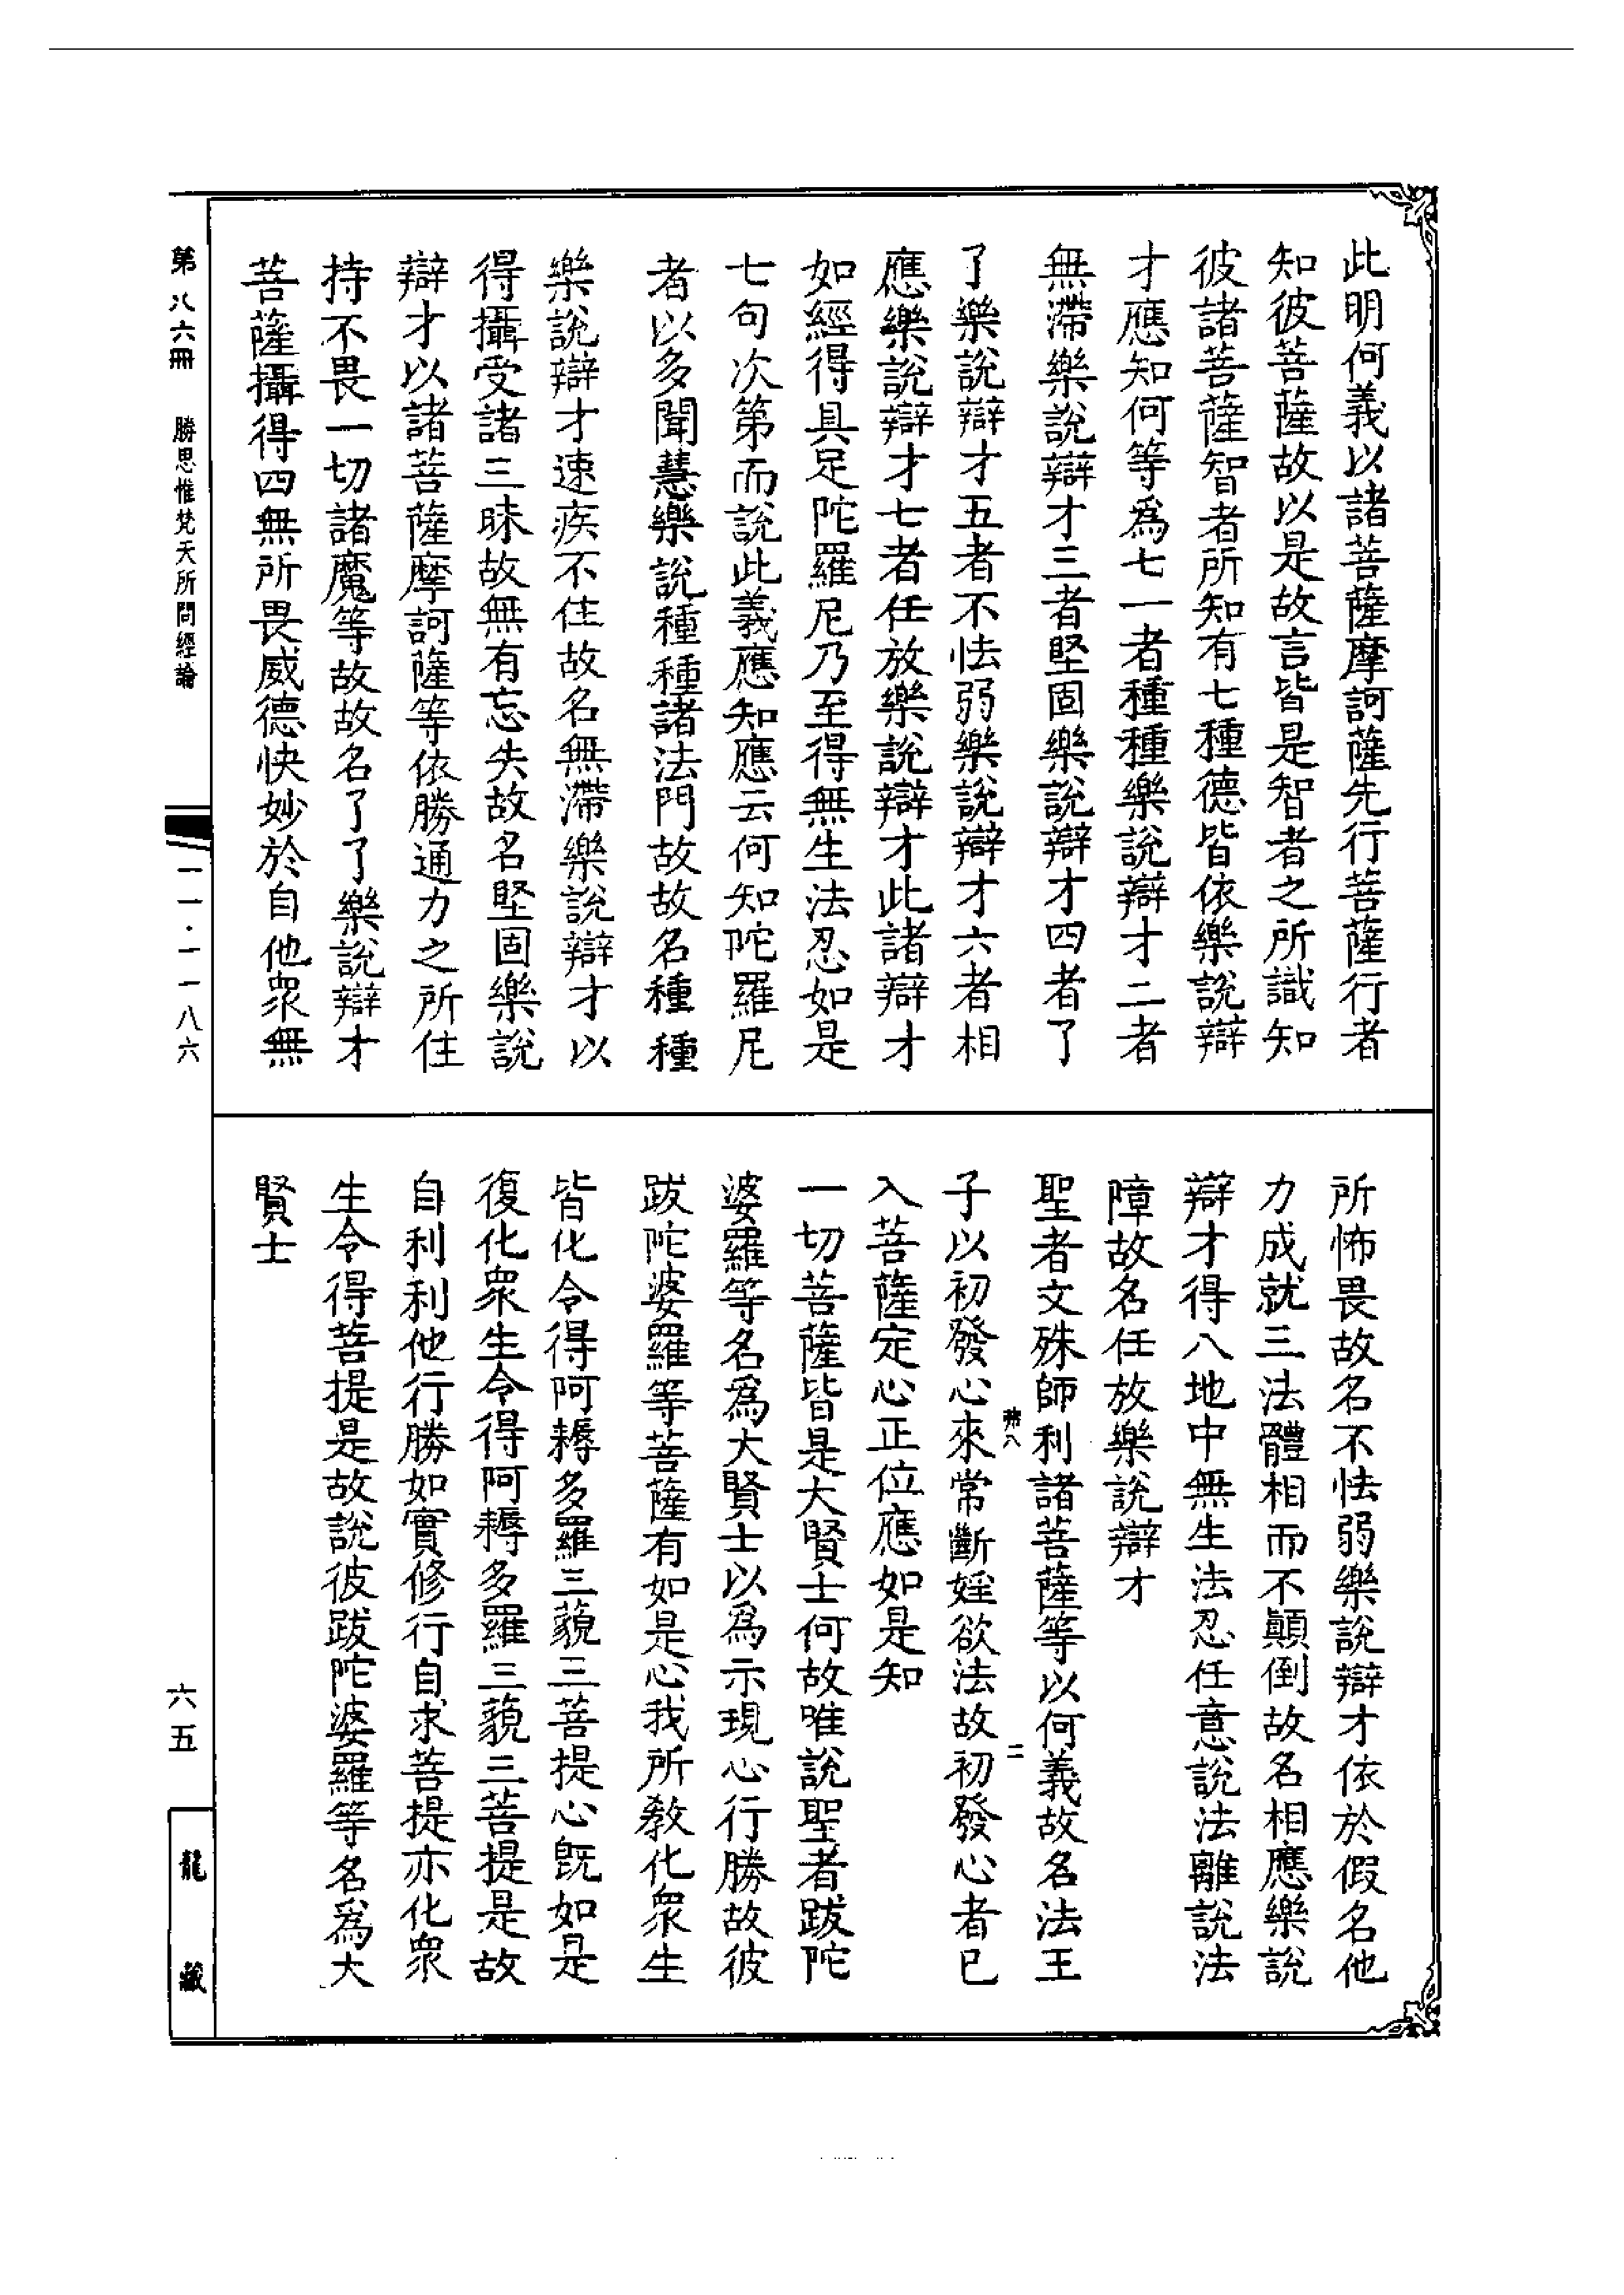 此明何義以諸菩薩摩訶薩先行菩薩行者
知彼菩薩故以是故言皆是智者之所識知
彼諸菩薩智者所知有七種德皆依樂說辯
才應知何等為七一者種種樂說辯才二者
無滯樂說辯才三者堅固樂說辯才四者了
了樂說辯才五者不怯弱樂說辯才六者相
應樂說辯才七者任放樂說辯才此諸辯才
如經得具足陀羅尼乃至得無生法忍如是
七句次第而說此義應知應云何知陀羅尼
者以多聞慧樂說種種諸法門故故名種種
樂說辯才速疾不住故名無滯樂說辯才以
得攝受諸三昧故無有忘失故名堅固樂說
辯才以諸菩薩摩訶薩等依勝通力之所住
持不畏一切諸魔等故故名了了樂說辯才
菩薩攝得四無所畏威德快妙於自他眾無
所怖畏故名不怯弱樂說辯才依於假名他
力成就三法體相而不顛倒故名相應樂說
辯才得八地中無生法忍任意說法離說法
障故名任放樂說辯才
聖者文殊師利諸菩薩等以何義故名法王
子以初發心來常斷婬欲法故初發心者已
入菩薩定心正位應如是知
一切菩薩皆是大賢士何故唯說聖者跋陀
婆羅等名為大賢士以為示現心行勝故彼
跋陀婆羅等菩薩有如是心我所教化眾生
皆化令得阿耨多羅三藐三菩提心既如是
復化眾生令得阿耨多羅三藐三菩提是故
自利利他行勝如實修行自求菩提亦化眾
生令得菩提是故說彼跋陀婆羅等名為大
賢士
二
第八六冊 勝思惟梵天所問經論
一一·一一八六
六五
龍藏